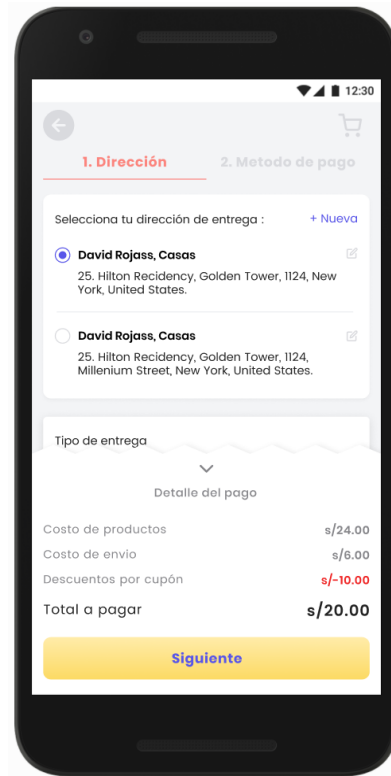 12:30
1. Dirección
2. Metodo de pago
Selecciona tu dirección de entrega :
+ Nueva
David Rojass, Casas
25. Hilton Recidency, Golden Tower, 1124, New
York, United States.
David Rojass, Casas
25. Hilton Recidency, Golden Tower, 1124,
Millenium Street, New York, United States.
Tipo de entrega
Detalle del pago
Costo de productos s/24.00
Costo de envio s/6.00
Descuentos por cupón s/-10.00
Total a pagar s/20.00
Siguiente